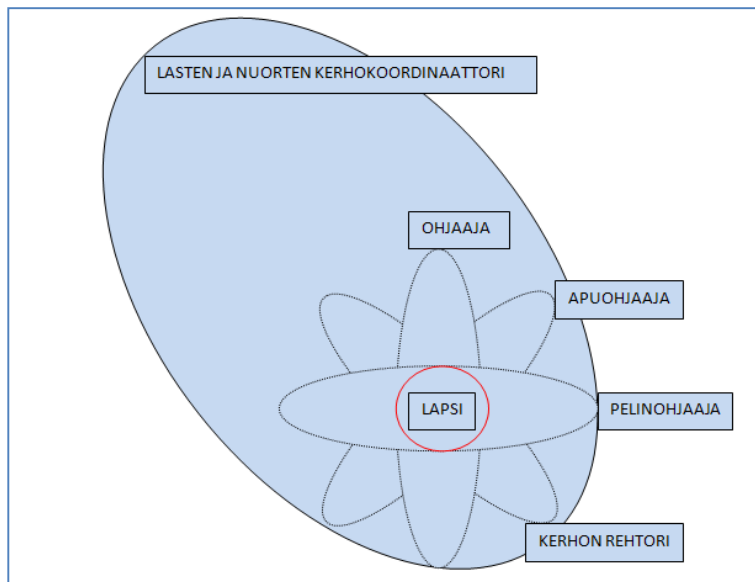 LASTEN JA NUORTEN KERHOKOORDINAATTORI
OHJAAJA
APUOHJAAJA
LAPSI
PELINOHJAAJA
KERHON REHTORI